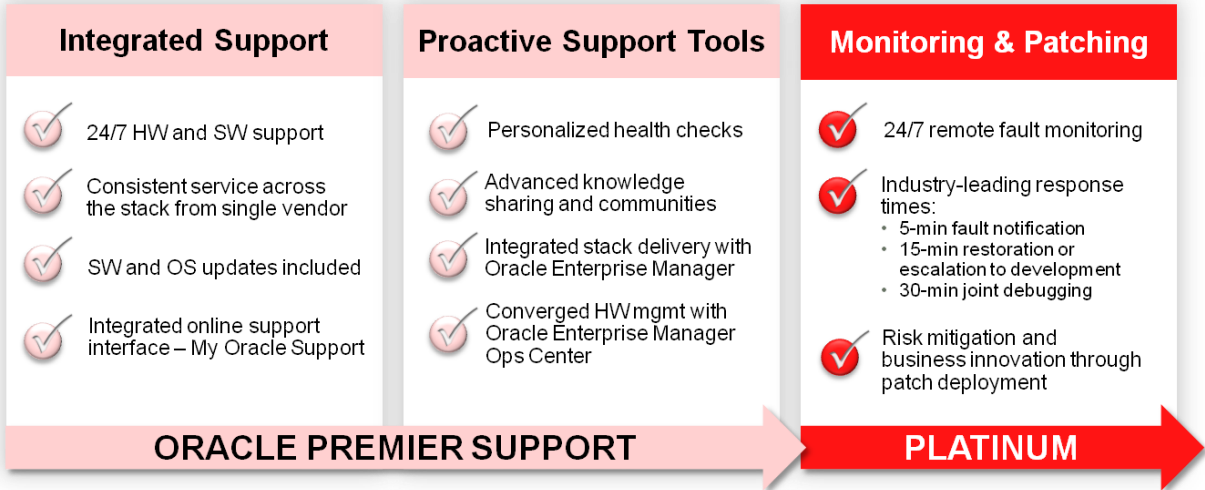 Integrated Support
24/7 HW and SW support
Consistent service across
the stack from single vendor
SW and OS updates included
Integrated online support
interface – My Oracle Support
Proactive Support Tools
Personalized health checks
Advanced knowledge
sharing and communities
Integrated stack delivery with
Oracle Enterprise Manager
Converged HW mgmt with
Oracle Enterprise Manager
Ops Center
Monitoring & Patching
24/7 remote fault monitoring
Industry-leading response
times:
• 5-min fault notification
• 15-min restoration or
escalation to development
• 30-min joint debugging
Risk mitigation and
business innovation through
patch deployment
ORACLE PREMIER SUPPORT
PLATINUM